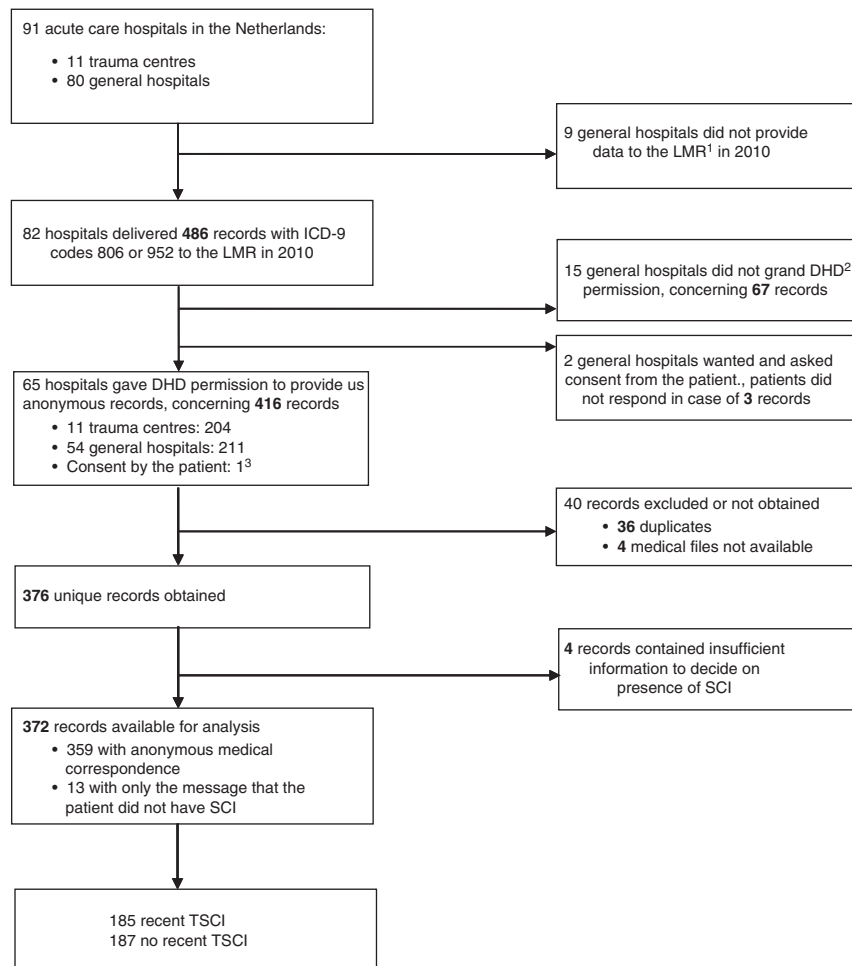 91 acute care hospitals in the Netherlands:
• 11 trauma centres
• 80 general hospitals
9 general hospitals did not provide
data to the LMR1 in 2010
82 hospitals delivered 486 records with ICD-9
codes 806 or 952 to the LMR in 2010
15 general hospitals did not grand DHD2
permission, concerning 67 records
2 general hospitals wanted and asked
consent from the patient., patients did
not respond in case of 3 records
65 hospitals gave DHD permission to provide us
anonymous records, concerning 416 records
• 11 trauma centres: 204
• 54 general hospitals: 211
• Consent by the patient: 13
40 records excluded or not obtained
• 36 duplicates
• 4 medical files not available
376 unique records obtained
4 records contained insufficient
information to decide on
presence of SCI
372 records available for analysis
• 359 with anonymous medical
correspondence
• 13 with only the message that the
patient did not have SCI
185 recent TSCI
187 no recent TSCI